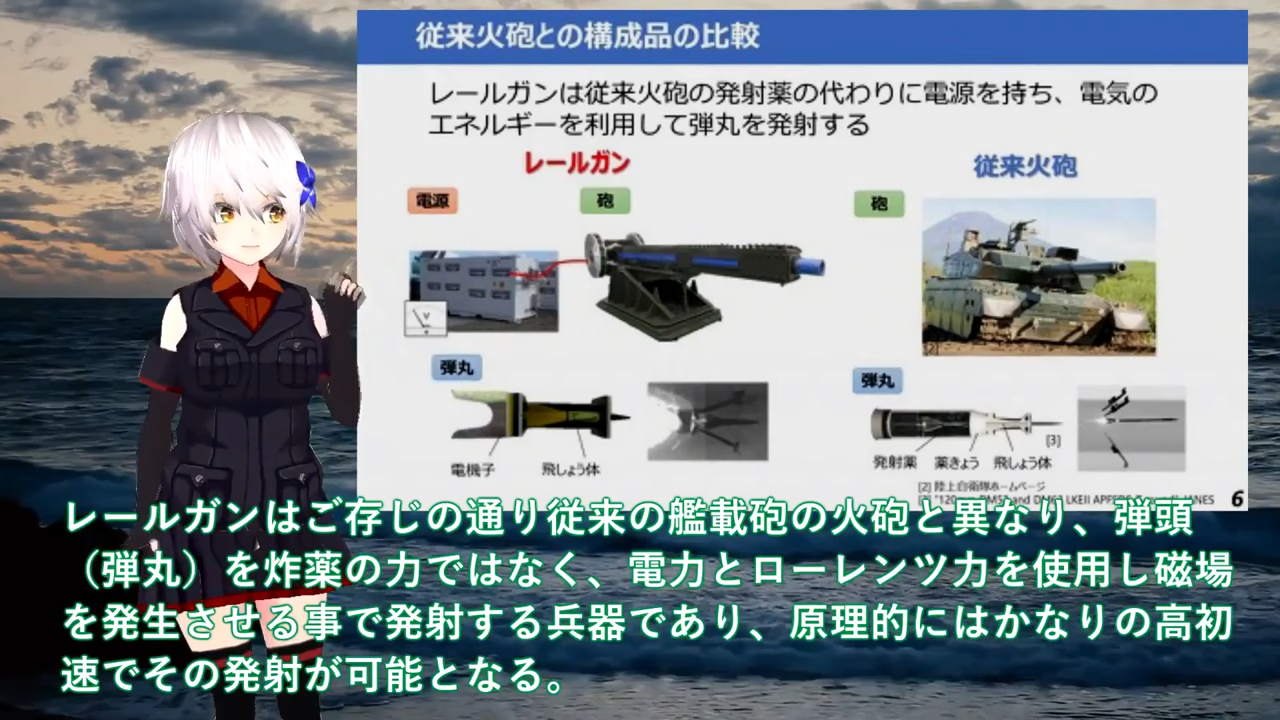 従来火砲との構成品の比較
レールガンは従来火砲の発射薬の代わりに電源を持ち、電気の
エネルギーを利用して弾丸を発射する
レールガン
従来火砲
電源
砲
砲
V
[2]
弾丸
弾丸
電機子
飛しょう体
[3]
発射薬
薬きょう
飛しょう体
[2] 陸上自衛隊ホームページ
6
レールガンはご存じの通り従来の艦載砲の火砲と異なり、弾頭
（弾丸）を炸薬の力ではなく、電力とローレンツ力を使用し磁場
を発生させる事で発射する兵器であり、原理的にはかなりの高初
速でその発射が可能となる。